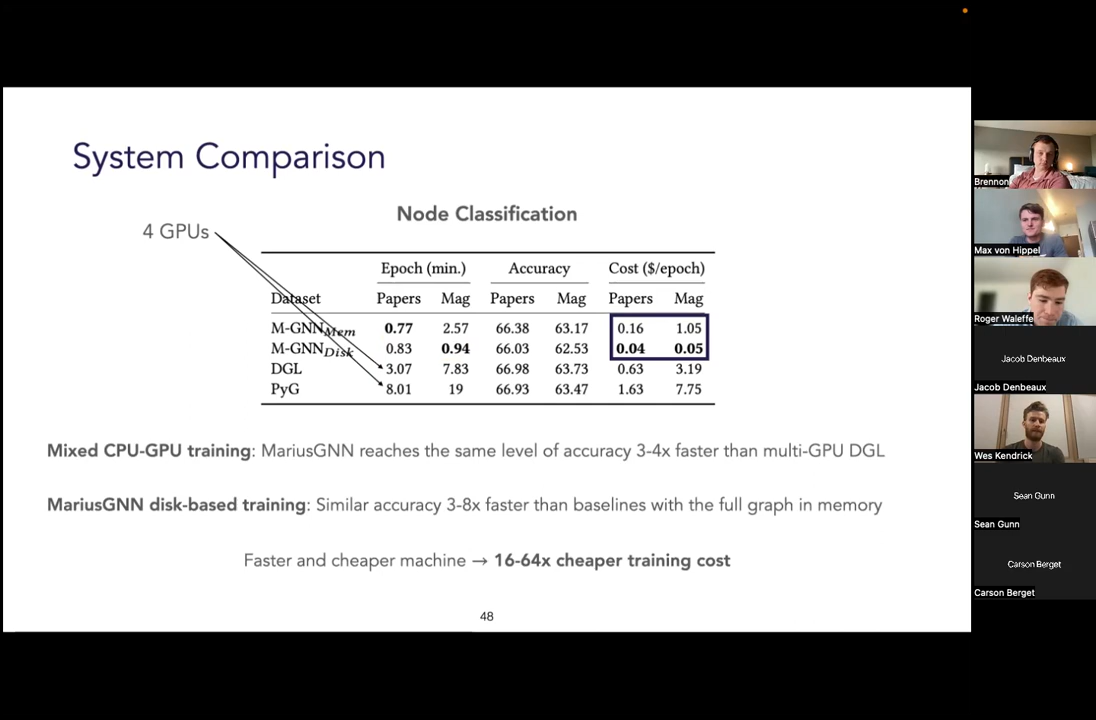 System Comparison
Node Classification
4 GPUs
Epoch (min.) Accuracy Cost ($/epoch)
Dataset Papers Mag Papers Mag Papers Mag
M-GNN_Mem 0.77 2.57 66.38 63.17 0.16 1.05
M-GNN_Disk 0.83 0.94 66.03 62.53 0.04 0.05
DGL 3.07 7.83 66.98 63.73 0.63 3.19
PyG 8.01 19 66.93 63.47 1.63 7.75
Mixed CPU-GPU training: MariusGNN reaches the same level of accuracy 3-4x faster than multi-GPU DGL
MariusGNN disk-based training: Similar accuracy 3-8x faster than baselines with the full graph in memory
Faster and cheaper machine → 16-64x cheaper training cost
48
Brennon
Max von Hippel
Roger Waleffe
Jacob Denbeaux
Jacob Denbeaux
Wes Kendrick
Sean Gunn
Sean Gunn
Carson Berget
Carson Berget